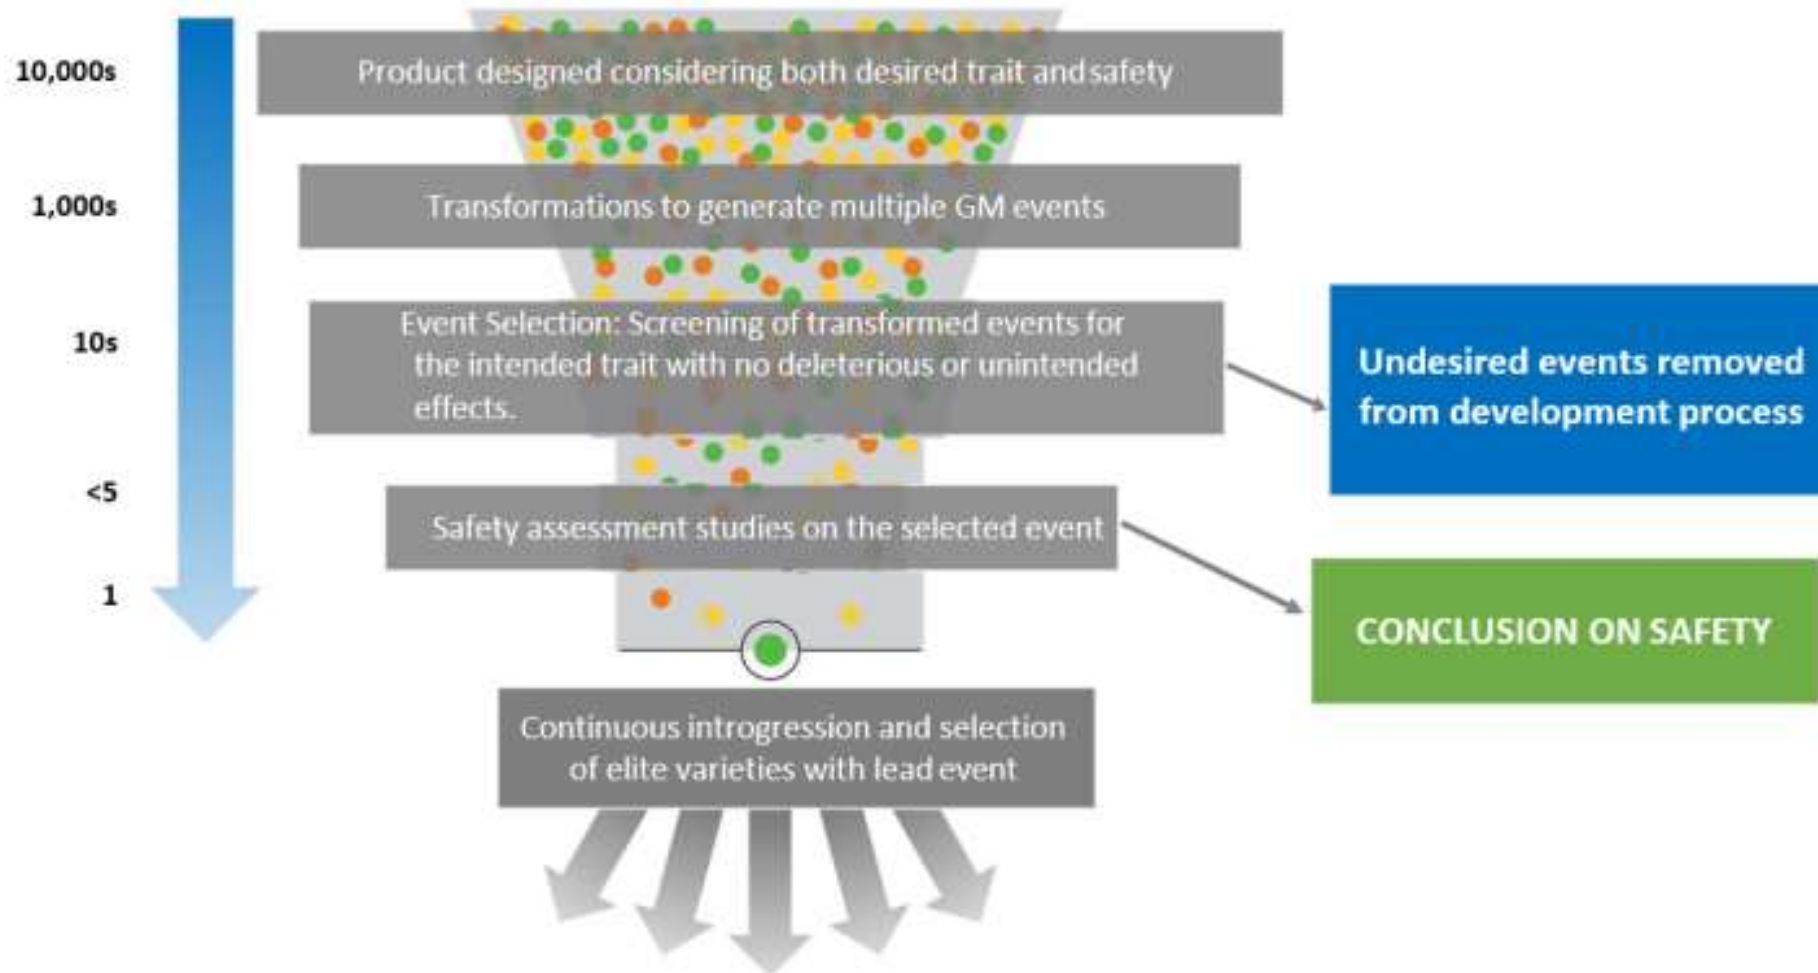 10,000s
Product designed considering both desired trait and safety
1,000s
Transformations to generate multiple GM events
10s
Event Selection: Screening of transformed events for
the intended trait with no deleterious or unintended
effects.
Undesired events removed
from development process
<5
Safety assessment studies on the selected event
1
CONCLUSION ON SAFETY
Continuous introgression and selection
of elite varieties with lead event